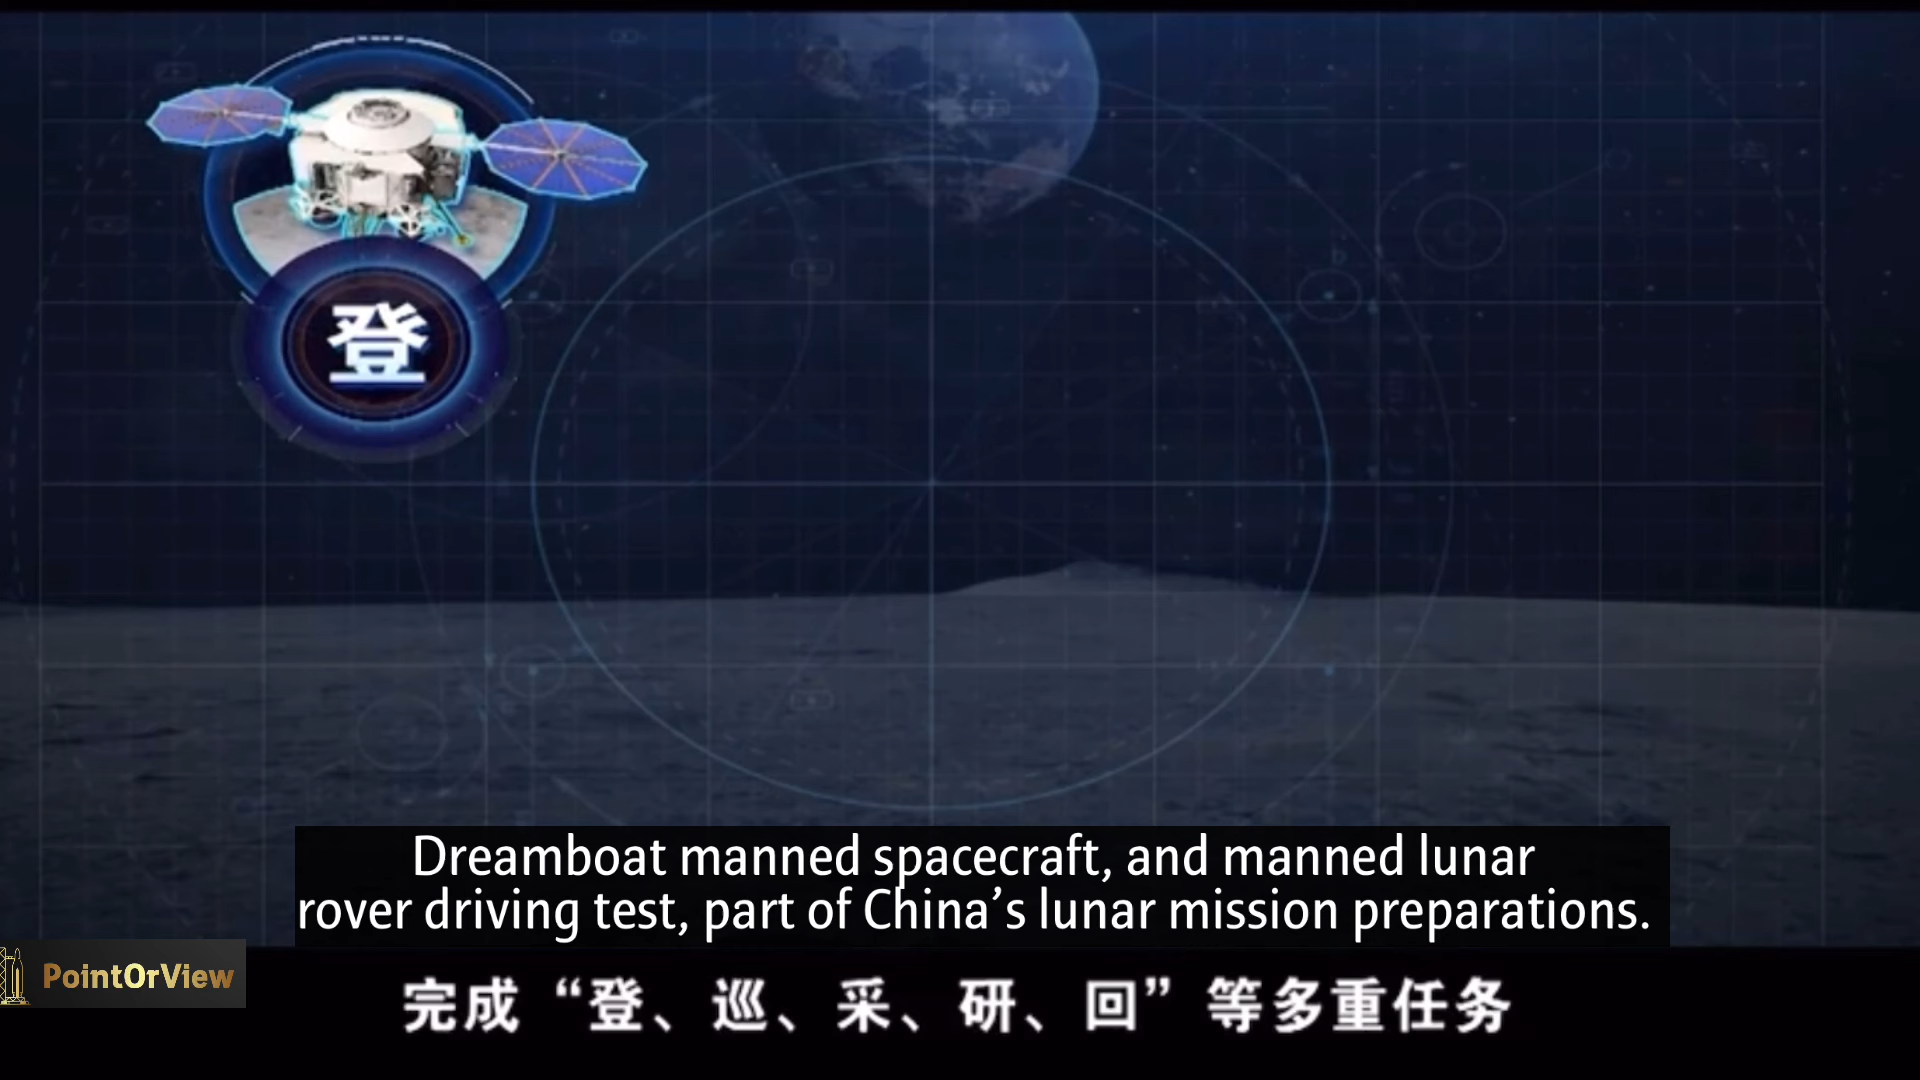 登
Dreamboat manned spacecraft, and manned lunar
rover driving test, part of China’s lunar mission preparations.
PointOrView
完成“登、巡、采、研、回”等多重任务